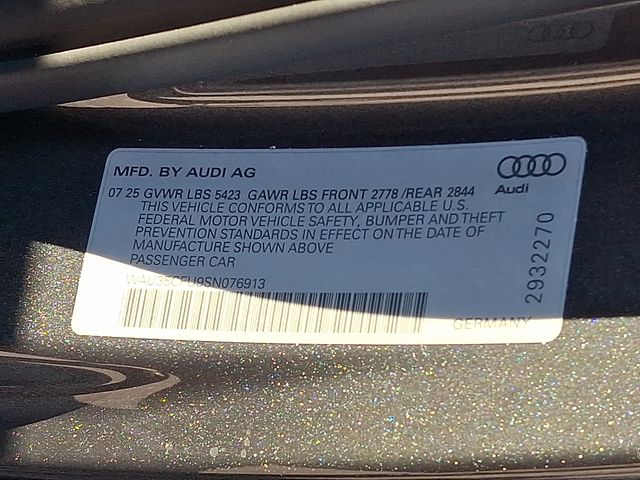 MFD. BY AUDI AG
Audi
07 25 GVWR LBS 5423 GAWR LBS FRONT 2778 /REAR 2844
THIS VEHICLE CONFORMS TO ALL APPLICABLE U.S.
FEDERAL MOTOR VEHICLE SAFETY, BUMPER AND THEFT
PREVENTION STANDARDS IN EFFECT ON THE DATE OF
MANUFACTURE SHOWN ABOVE
PASSENGER CAR
WAU35CFU9SN076913
GERMANY
2932270